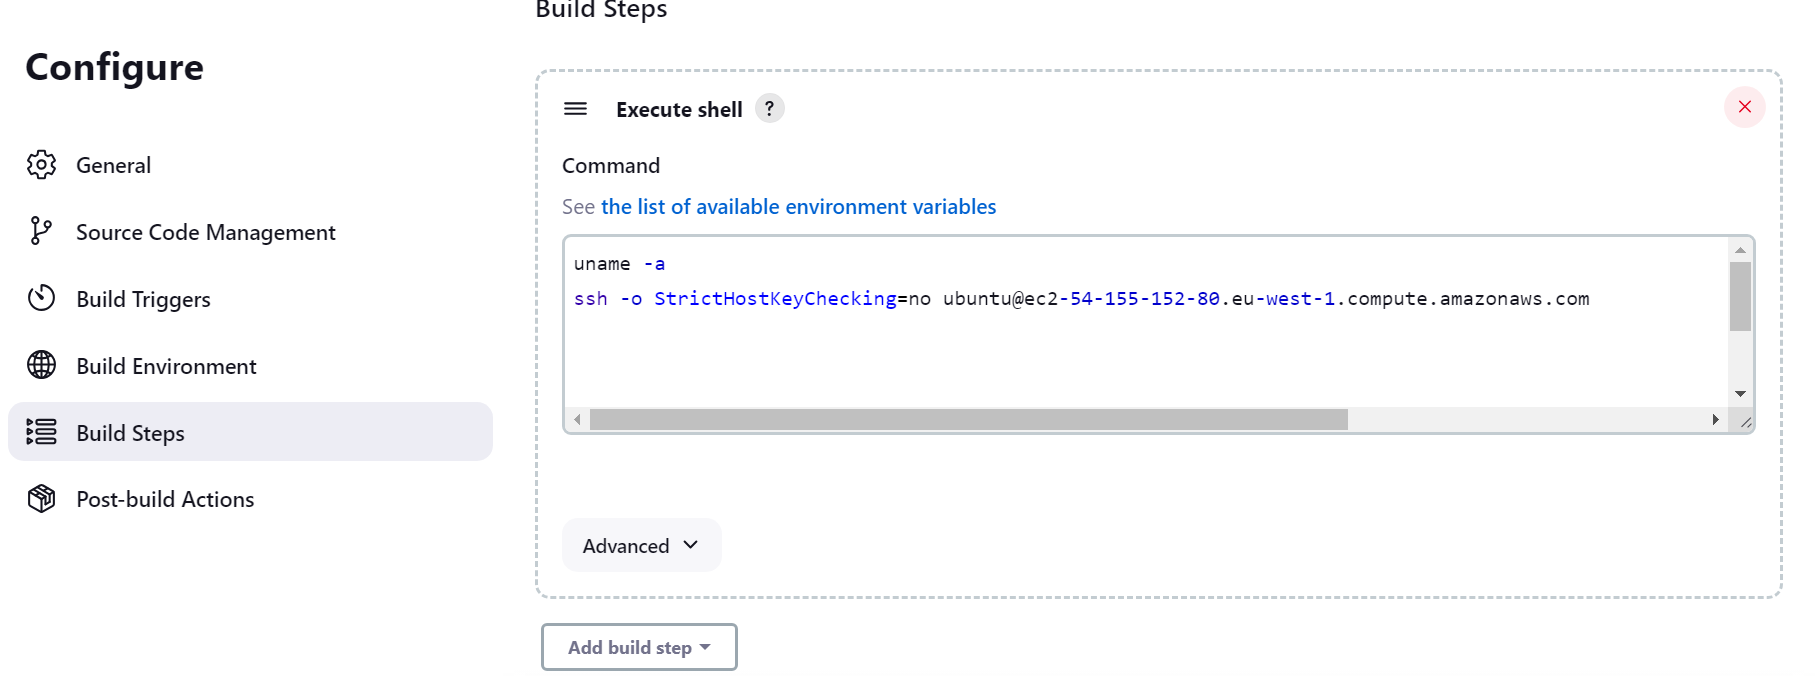 Build Steps
Configure
General
Source Code Management
Build Triggers
Build Environment
Build Steps
Post-build Actions
Execute shell ?
Command
See the list of available environment variables
uname -a
ssh -o StrictHostKeyChecking=no ubuntu@ec2-54-155-152-80.eu-west-1.compute.amazonaws.com
Advanced
Add build step